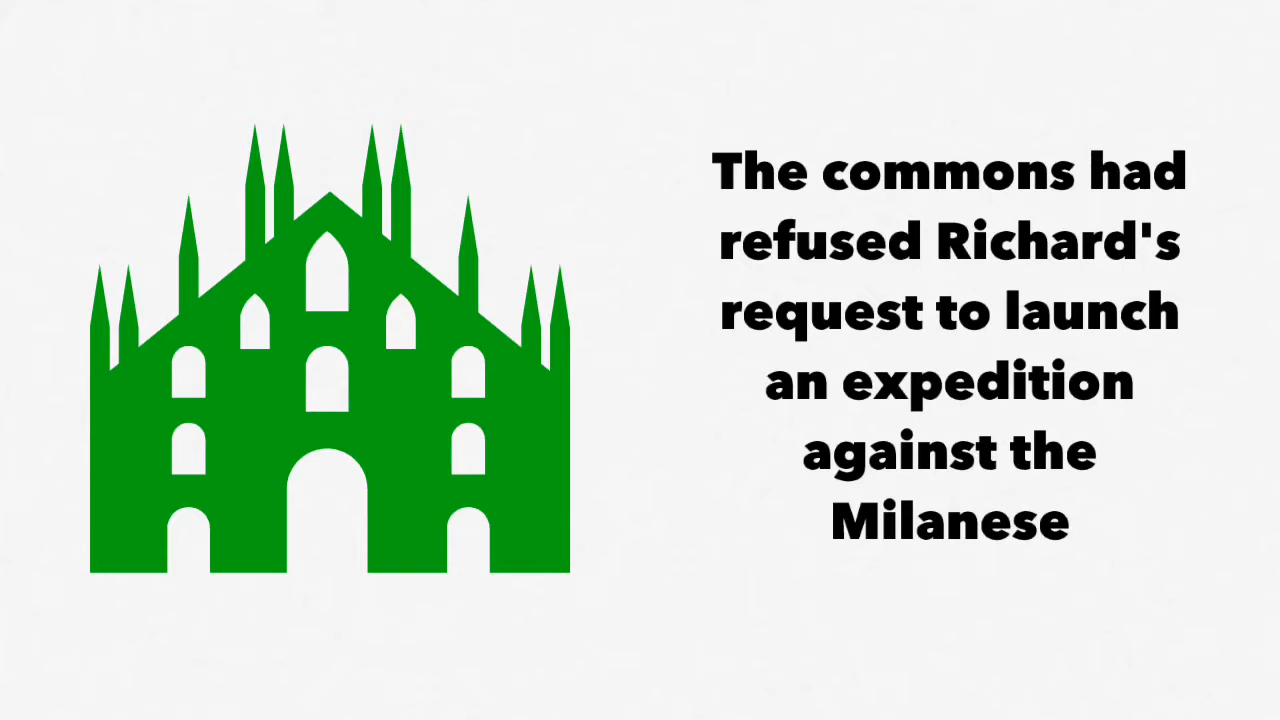 The commons had
refused Richard's
request to launch
an expedition
against the
Milanese